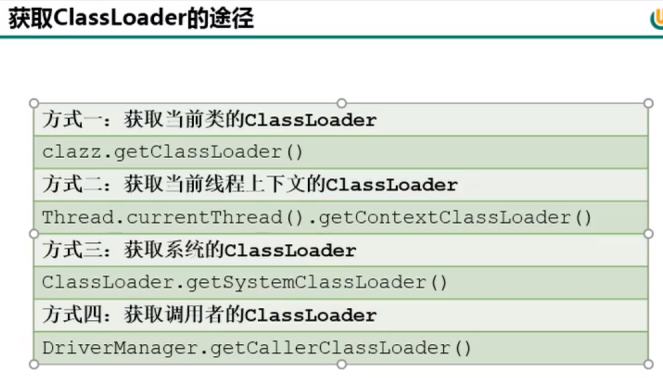 获取ClassLoader的途径
方式一：获取当前类的ClassLoader
clazz.getClassLoader()
方式二：获取当前线程上下文的ClassLoader
Thread.currentThread().getContextClassLoader()
方式三：获取系统的ClassLoader
ClassLoader.getSystemClassLoader()
方式四：获取调用者的ClassLoader
DriverManager.getCallerClassLoader()